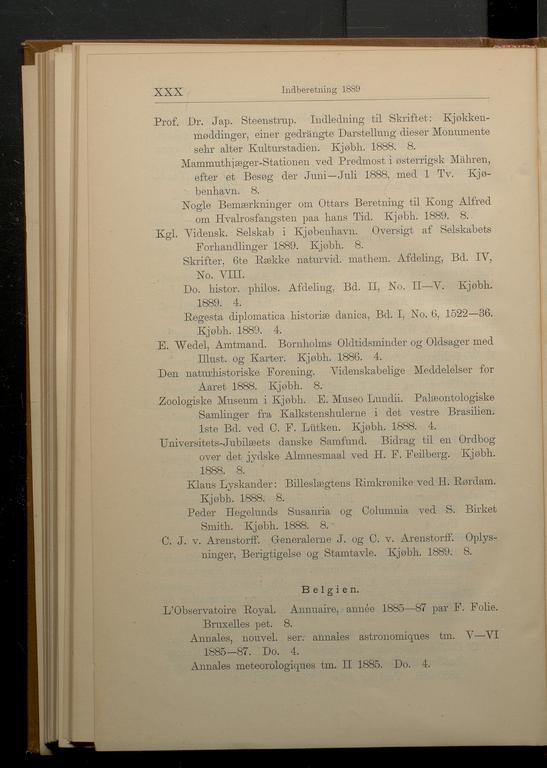 XXX
Indberetning 1889
Prof. Dr. Jap. Steenstrup. Indledning til Skriftet: Kjøkken-
møddinger, einer gedrängte Darstellung dieser Monumente
sehr alter Kulturstadien. Kjøbh. 1888. 8.
Mammuthjæger-Stationen ved Predmost i østerrigsk Mähren,
efter et Besøg der Juni—Juli 1888, med 1 Tv. Kjø-
benhavn. 8.
Nogle Bemærkninger om Ottars Beretning til Kong Alfred
om Hvalrosfangsten paa hans Tid. Kjøbh. 1889. 8.
Kgl. Vidensk. Selskab i Kjøbenhavn. Oversigt af Selskabets
Forhandlinger 1889. Kjøbh. 8.
Skrifter, 6te Række naturvid. mathem. Afdeling, Bd. IV,
No. VIII.
Do. histor. philos. Afdeling, Bd. II, No. II—V. Kjøbh.
1889. 4.
Regesta diplomatica historiæ danica, Bd. I, No. 6, 1522—36.
Kjøbh. 1889. 4.
E. Wedel, Amtmand. Bornholms Oldtidsminder og Oldsager med
Illust. og Karter. Kjøbh. 1886. 4.
Den naturhistoriske Forening. Videnskabelige Meddelelser for
Aaret 1888. Kjøbh. 8.
Zoologiske Museum i Kjøbh. E. Museo Lundii. Palæontologiske
Samlinger fra Kalkstenshulerne i det vestre Brasilien.
1ste Bd. ved C. F. Lütken. Kjøbh. 1888. 4.
Universitets-Jubilæets danske Samfund. Bidrag til en Ordbog
over det jydske Almuesmaal ved H. F. Feilberg. Kjøbh.
1888. 8.
Klaus Lyskander: Billeslægtens Rimkrønike ved H. Rørdam.
Kjøbh. 1888. 8.
Peder Hegelunds Susanria og Columnia ved S. Birket
Smith. Kjøbh. 1888. 8.
C. J. v. Arenstorff. Generalerne J. og C. v. Arenstorff. Oplys-
ninger, Berigtigelse og Stamtavle. Kjøbh. 1889. 8.
Belgien.
L'Observatoire Royal. Annuaire, année 1885—87 par F. Folie.
Bruxelles pet. 8.
Annales, nouvel. ser. annales astronomiques tm. V—VI
1885—87. Do. 4.
Annales meteorologiques tm. II 1885. Do. 4.